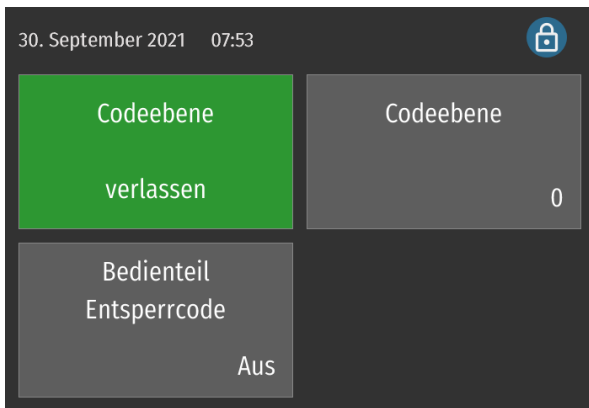 30. September 2021 07:53
Codeebene
verlassen
Codeebene
0
Bedienteil
Entsperrcode
Aus